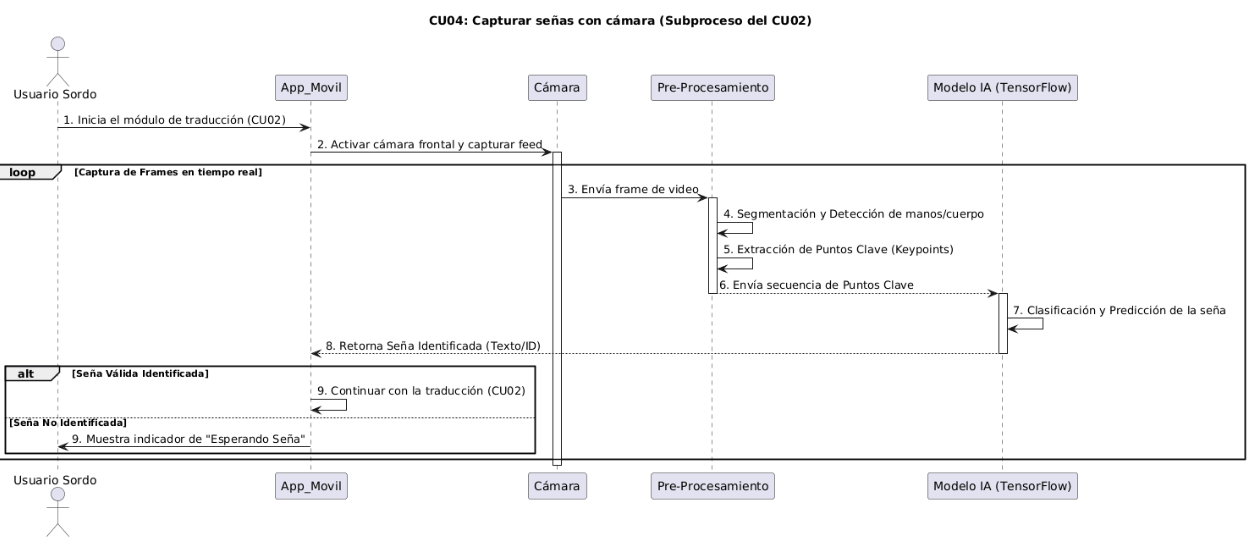 CU04: Capturar señas con cámara (Subproceso del CU02)
Usuario Sordo
App_Movil
Cámara
Pre-Procesamiento
Modelo IA (TensorFlow)
1. Inicia el módulo de traducción (CU02)
2. Activar cámara frontal y capturar feed
loop
[Captura de Frames en tiempo real]
3. Envía frame de video
4. Segmentación y Detección de manos/cuerpo
5. Extracción de Puntos Clave (Keypoints)
6. Envía secuencia de Puntos Clave
7. Clasificación y Predicción de la seña
8. Retorna Seña Identificada (Texto/ID)
alt
[Seña Válida Identificada]
9. Continuar con la traducción (CU02)
[Seña No Identificada]
9. Muestra indicador de "Esperando Seña"
Usuario Sordo
App_Movil
Cámara
Pre-Procesamiento
Modelo IA (TensorFlow)